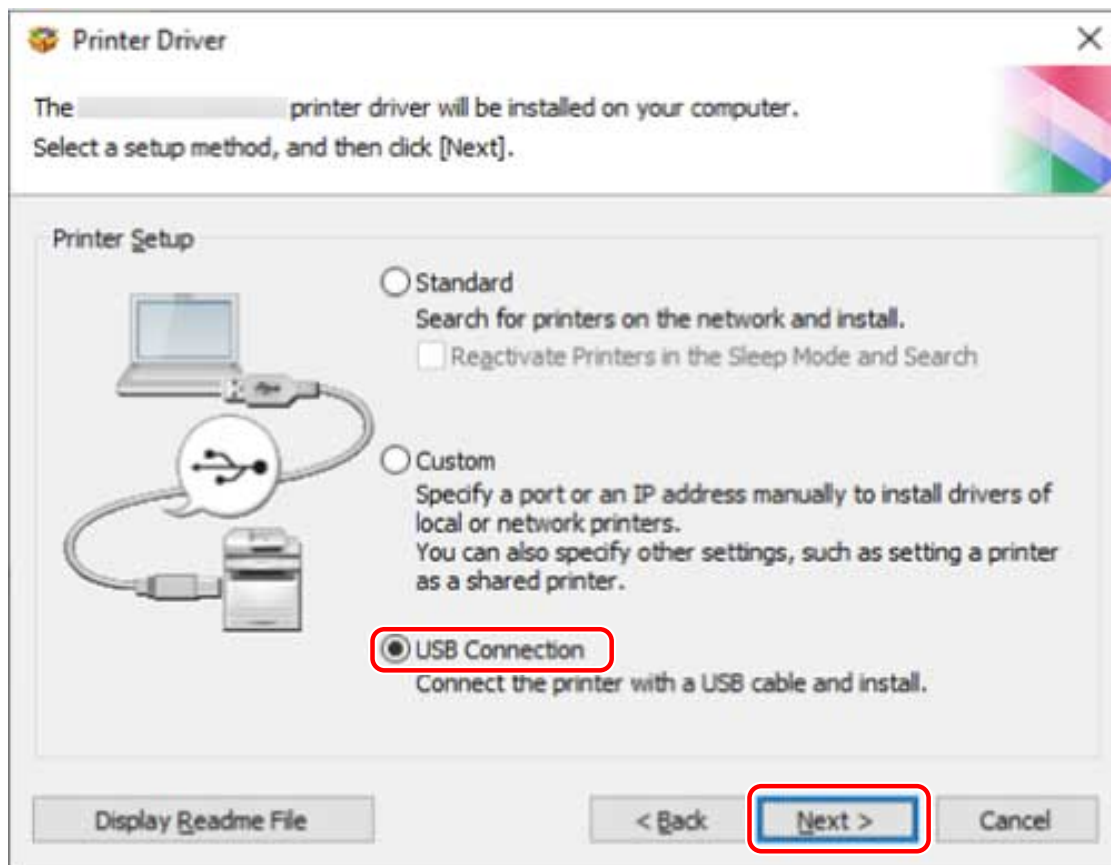 Printer Driver
The printer driver will be installed on your computer.
Select a setup method, and then click [Next].
Printer Setup
Standard
Search for printers on the network and install.
Reactivate Printers in the Sleep Mode and Search
Custom
Specify a port or an IP address manually to install drivers of
local or network printers.
You can also specify other settings, such as setting a printer
as a shared printer.
USB Connection
Connect the printer with a USB cable and install.
Display Readme File
< Back
Next >
Cancel